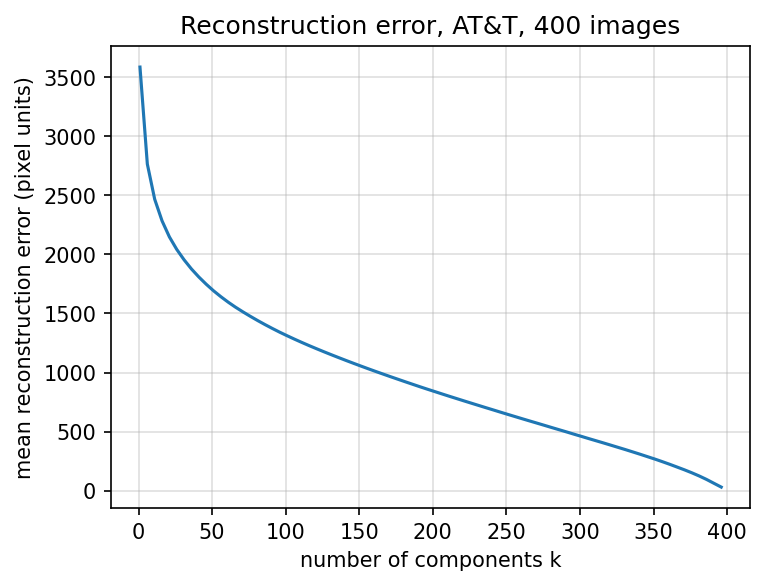 Reconstruction error, AT&T, 400 images
mean reconstruction error (pixel units)
3500
3000
2500
2000
1500
1000
500
0
0 50 100 150 200 250 300 350 400
number of components k